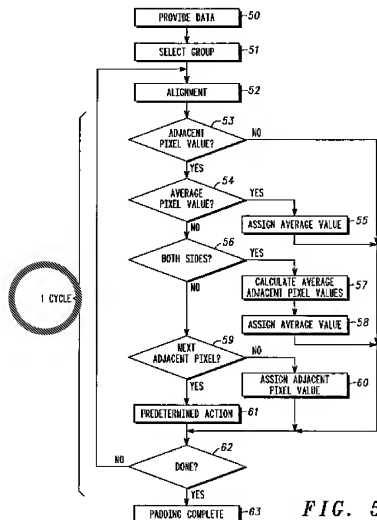 PROVIDE DATA 50
SELECT GROUP 51
ALIGNMENT 52
53
ADJACENT
PIXEL VALUE?
NO
YES
54
AVERAGE
PIXEL VALUE?
YES
NO
ASSIGN AVERAGE VALUE 55
56
BOTH SIDES?
YES
NO
CALCULATE AVERAGE
ADJACENT PIXEL VALUES 57
ASSIGN AVERAGE VALUE 58
1 CYCLE
59
NEXT
ADJACENT PIXEL?
NO
YES
ASSIGN ADJACENT
PIXEL VALUE 60
PREDETERMINED ACTION 61
62
DONE?
NO
YES
PADDING COMPLETE 63
FIG. 5